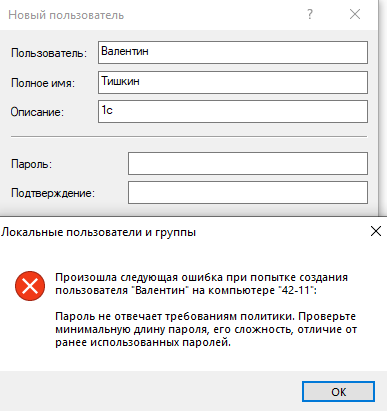 Новый пользователь
?
Пользователь: Валентин
Полное имя: Тишкин
Описание: 1с
Пароль:
Подтверждение:
Локальные пользователи и группы
Произошла следующая ошибка при попытке создания
пользователя "Валентин" на компьютере "42-11":
Пароль не отвечает требованиям политики. Проверьте
минимальную длину пароля, его сложность, отличие от
ранее использованных паролей.
ОК